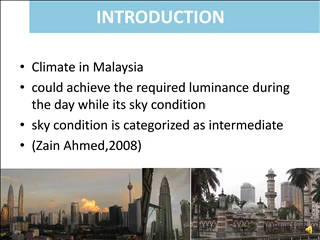 INTRODUCTION
• Climate in Malaysia
• could achieve the required luminance during
the day while its sky condition
• sky condition is categorized as intermediate
• (Zain Ahmed,2008)